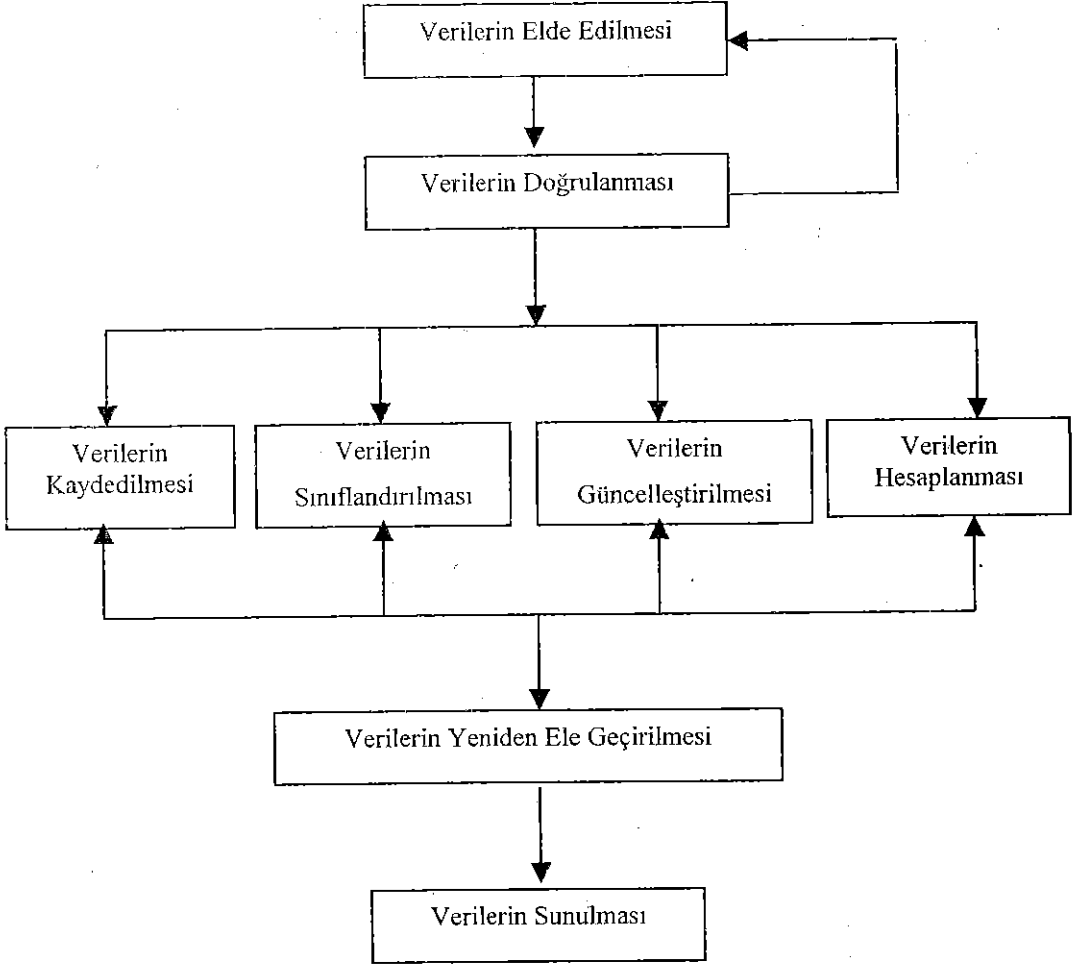 Verilerin Elde Edilmesi
Verilerin Doğrulanması
Verilerin
Kaydedilmesi
Verilerin
Sınıflandırılması
Verilerin
Güncelleştirilmesi
Verilerin
Hesaplanması
Verilerin Yeniden Ele Geçirilmesi
Verilerin Sunulması